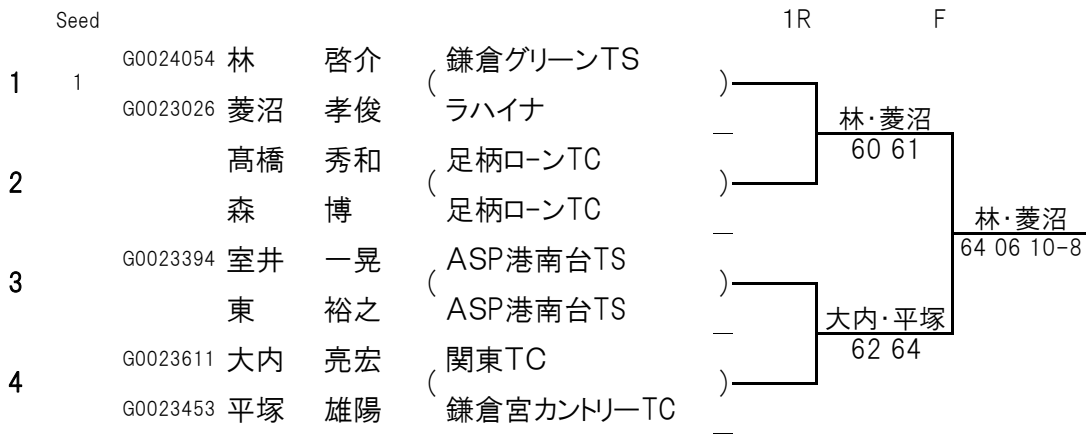 Seed 1R F
G0024054 林 啓介 鎌倉グリーンTS
1 1 ( )
G0023026 菱沼 孝俊 ラハイナ 林・菱沼
60 61
髙橋 秀和 足柄ローンTC
2 ( )
森 博 足柄ローンTC 林・菱沼
64 06 10-8
G0023394 室井 一晃 ASP港南台TS
3 ( )
東 裕之 ASP港南台TS 大内・平塚
62 64
G0023611 大内 亮宏 関東TC
4 ( )
G0023453 平塚 雄陽 鎌倉宮カントリーTC